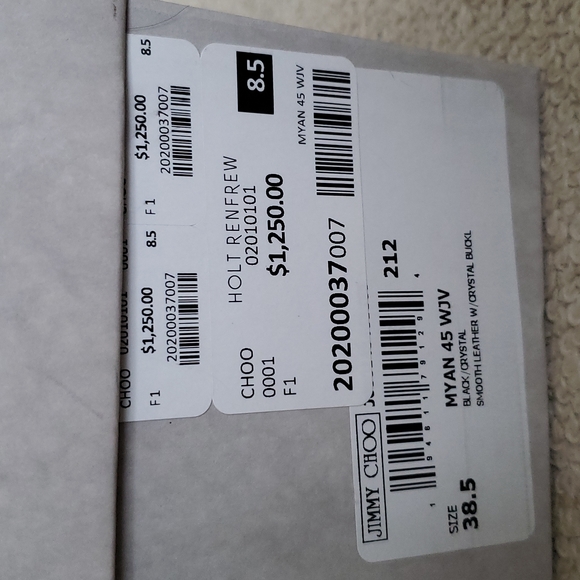 8.5
$1,250.00
20200037007
F1
CHOO
8.5
$1,250.00
20200037007
F1
8.5
HOLT RENFREW
CHOO 02010101
0001 $1,250.00
F1 MYAN 45 WJV
20200037007
JIMMY CHOO
212
SIZE MYAN 45 WJV
38.5 BLACK/CRYSTAL
SMOOTH LEATHER W/CRYSTAL BUCKL